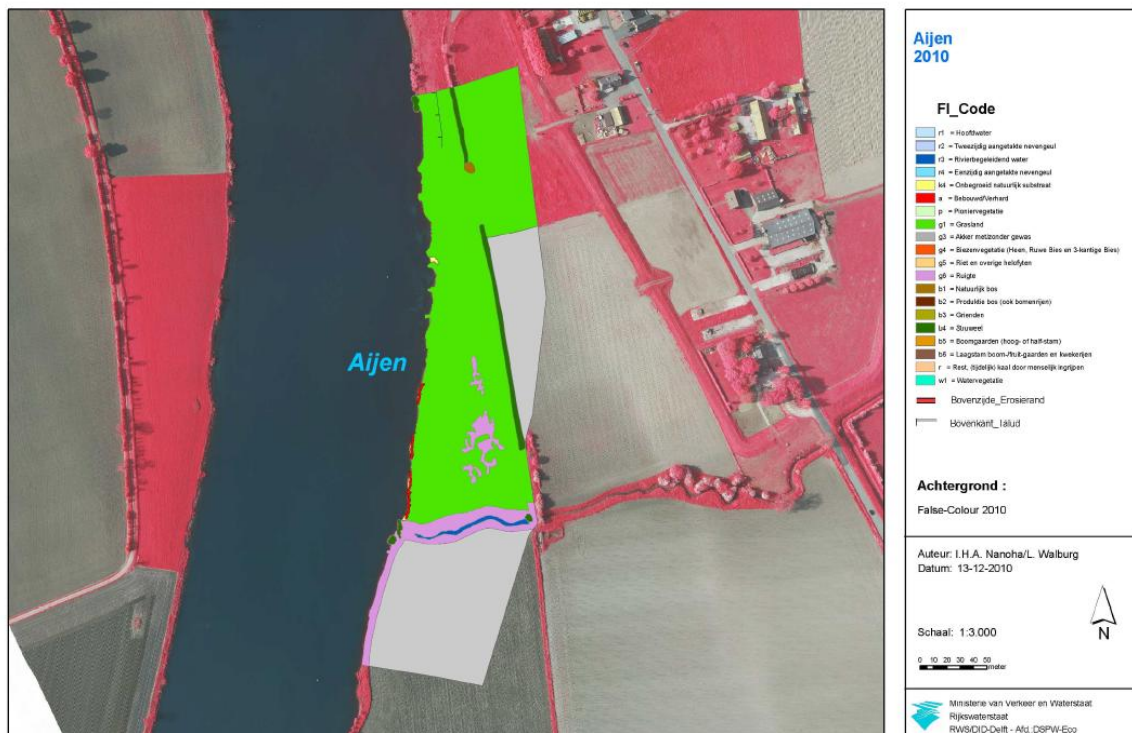 Aijen
Aijen
2010
Fl_Code
r1 = Hoofdwater
r2 = Tweezijdig aangetakte nevengeul
r3 = Rivierbegeleidend water
r4 = Eenzijdig aangetakte nevengeul
k4 = Onbegroeid natuurlijk substraat
a = Bebouwd/Verhard
p = Pioniervegetatie
g1 = Grasland
g3 = Akker met/zonder gewas
g4 = Biezenvegetatie (Heen, Ruwe Bies en 3-kantige Bies)
g5 = Riet en overige helofyten
g6 = Ruigte
b1 = Natuurlijk bos
b2 = Produktie bos (ook bomenrijen)
b3 = Grienden
b4 = Struweel
b5 = Boomgaarden (hoog- of half-stam)
b6 = Laagstam boom-/fruit-gaarden en kwekerijen
r = Rest, (tijdelijk) kaal door menselijk ingrijpen
w1 = Watervegetatie
Bovenzijde_Erosierand
Bovenkant_Talud
Achtergrond :
False-Colour 2010
Auteur: I.H.A. Nanoha/L. Walburg
Datum: 13-12-2010
N
Schaal: 1:3.000
0 10 20 30 40 50
meter
Ministerie van Verkeer en Waterstaat
Rijkswaterstaat
RWS/DID-Delft - Afd.:DSPW-Eco